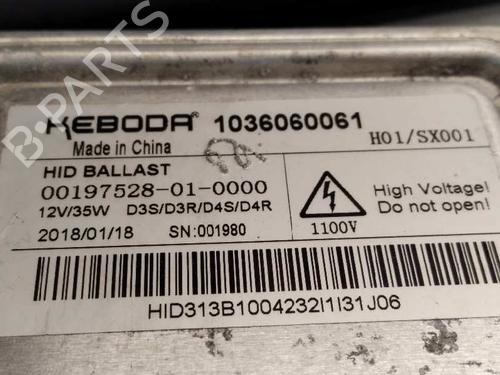 KEBODA 1036060061
Made in China
H01/SX001
HID BALLAST
00197528-01-0000
12V/35W D3S/D3R/D4S/D4R
2018/01/18 SN:001980
1100V
High Voltage!
Do not open!
HID313B1004232I1I31J06
B-PARTS